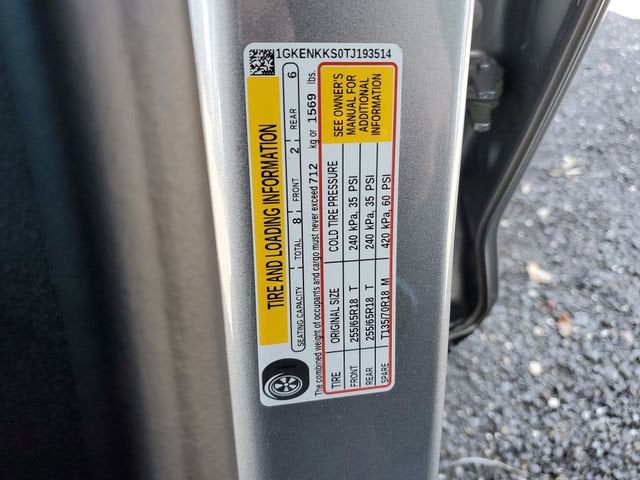 1GKENKKS0TJ193514
TIRE AND LOADING INFORMATION
SEATING CAPACITY TOTAL 8 FRONT 2 REAR 6
The combined weight of occupants and cargo must never exceed 712 kg or 1569 lbs.
TIRE ORIGINAL SIZE COLD TIRE PRESSURE
FRONT 255/65R18 T 240 kPa, 35 PSI
REAR 255/65R18 T 240 kPa, 35 PSI
SPARE T135/70R18 M 420 kPa, 60 PSI
SEE OWNER'S
MANUAL FOR
ADDITIONAL
INFORMATION